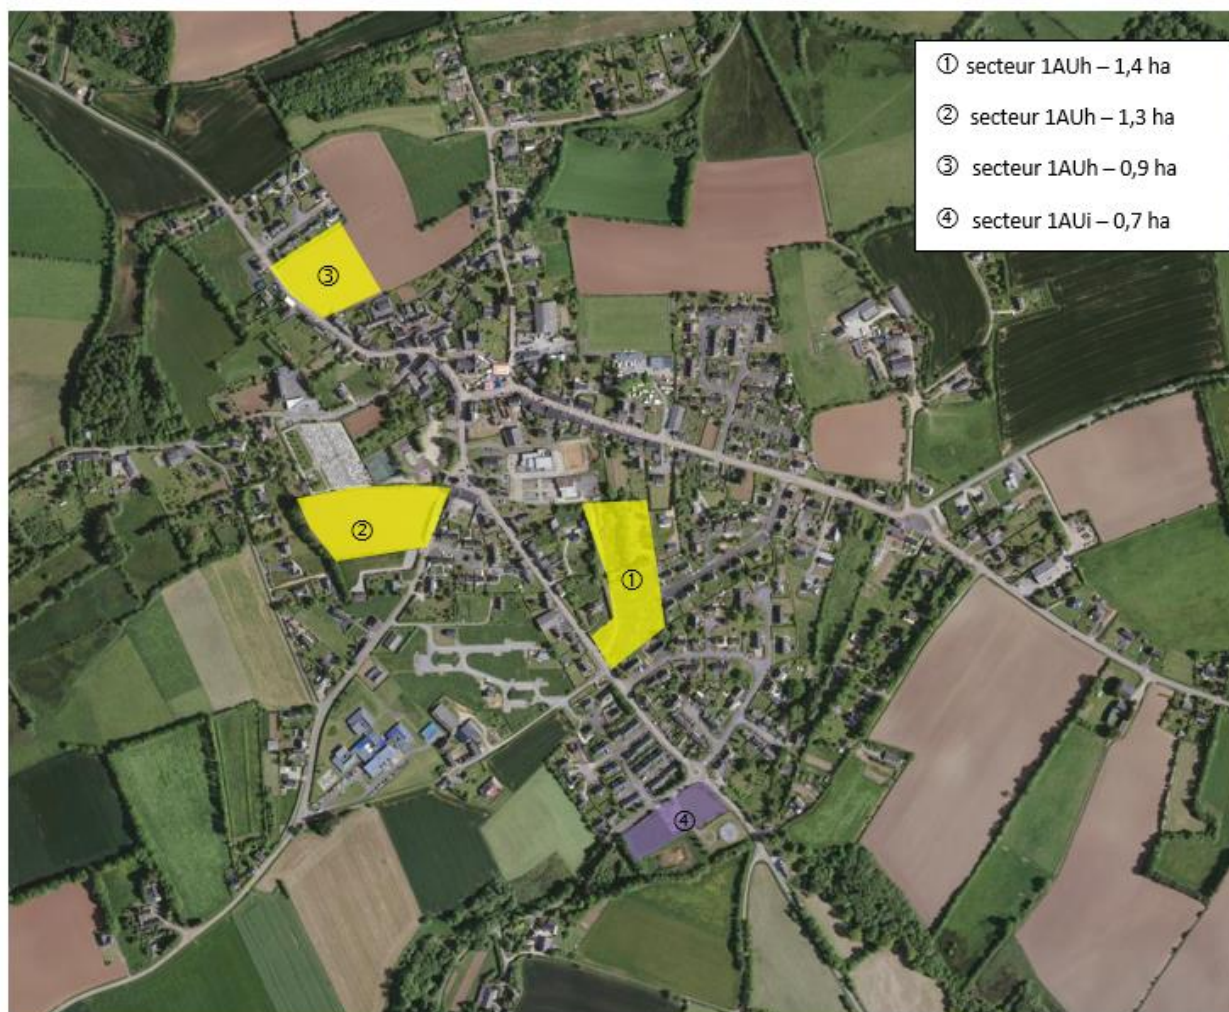 ① secteur 1AUh – 1,4 ha
② secteur 1AUh – 1,3 ha
③ secteur 1AUh – 0,9 ha
④ secteur 1AUi – 0,7 ha
③
②
①
④